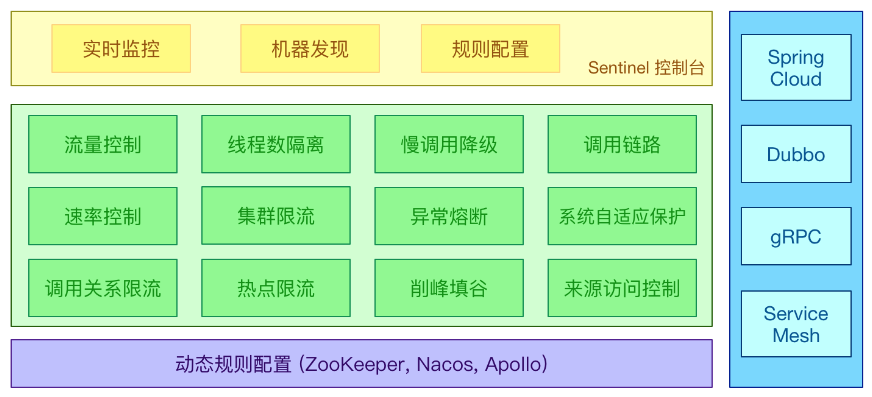 实时监控
机器发现
规则配置
Sentinel 控制台
流量控制
线程数隔离
慢调用降级
调用链路
速率控制
集群限流
异常熔断
系统自适应保护
调用关系限流
热点限流
削峰填谷
来源访问控制
动态规则配置 (ZooKeeper, Nacos, Apollo)
Spring
Cloud
Dubbo
gRPC
Service
Mesh